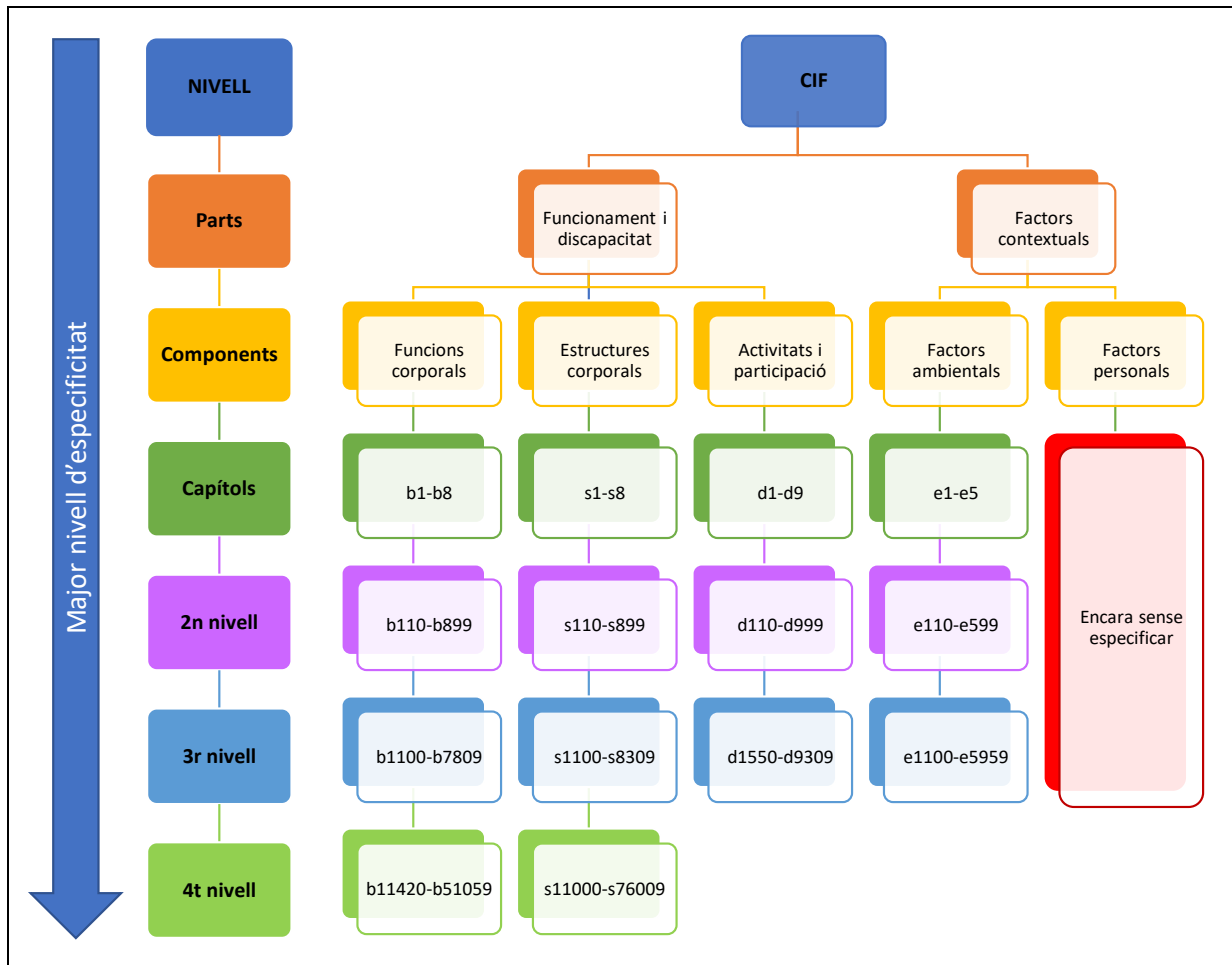 Major nivell d'especificitat
NIVELL
CIF
Parts
Funcionament i
discapacitat
Factors
contextuals
Components
Funcions
corporals
Estructures
corporals
Activitats i
participació
Factors
ambientals
Factors
personals
Capítols
b1-b8
s1-s8
d1-d9
e1-e5
2n nivell
b110-b899
s110-s899
d110-d999
e110-e599
Encara sense
especificar
3r nivell
b1100-b7809
s1100-s8309
d1550-d9309
e1100-e5959
4t nivell
b11420-b51059
s11000-s76009